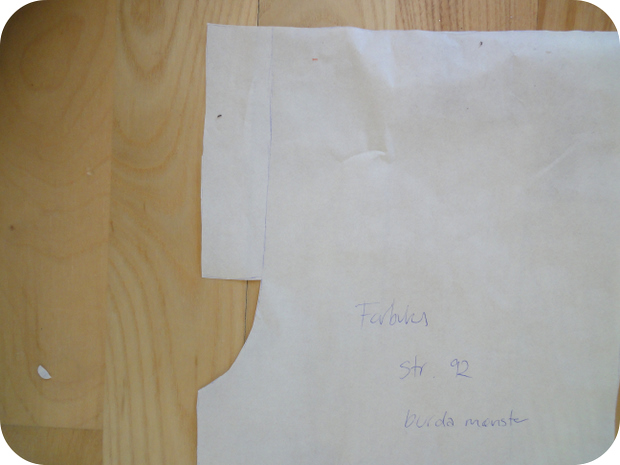 Forbuks
str. 92
burda mønster